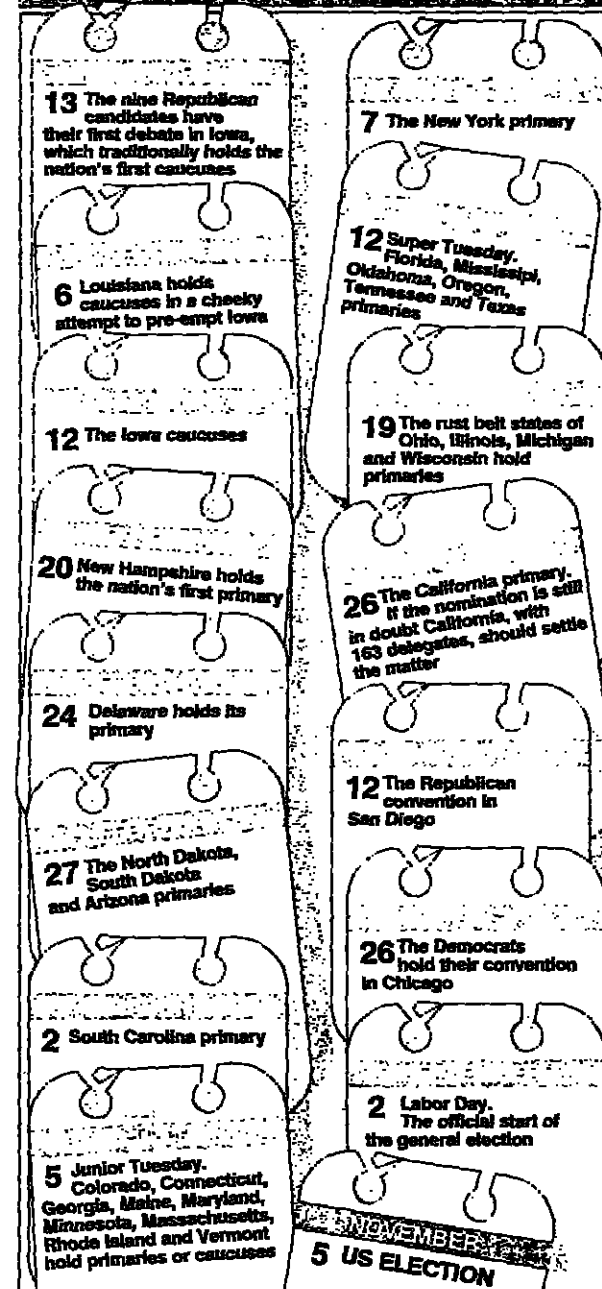 13 The nine Republican
candidates have
their first debate in Iowa,
which traditionally holds the
nation's first caucuses
6 Louisiana holds
caucuses in a cheeky
attempt to pre-empt Iowa
12 The Iowa caucuses
20 New Hampshire holds
the nation's first primary
24 Delaware holds its
primary
27 The North Dakota,
South Dakota
and Arizona primaries
2 South Carolina primary
5 Junior Tuesday.
Colorado, Connecticut,
Georgia, Maine, Maryland,
Minnesota, Massachusetts,
Rhode Island and Vermont
hold primaries or caucuses
7 The New York primary
12 Super Tuesday.
Florida, Mississipi,
Oklahoma, Oregon,
Tennessee and Texas
primaries
19 The rust belt states of
Ohio, Illinois, Michigan
and Wisconsin hold
primaries
26 The California primary.
If the nomination is still
in doubt California, with
163 delegates, should settle
the matter
12 The Republican
convention in
San Diego
26 The Democrats
hold their convention
in Chicago
2 Labor Day.
The official start of
the general election
NOVEMBER
5 US ELECTION